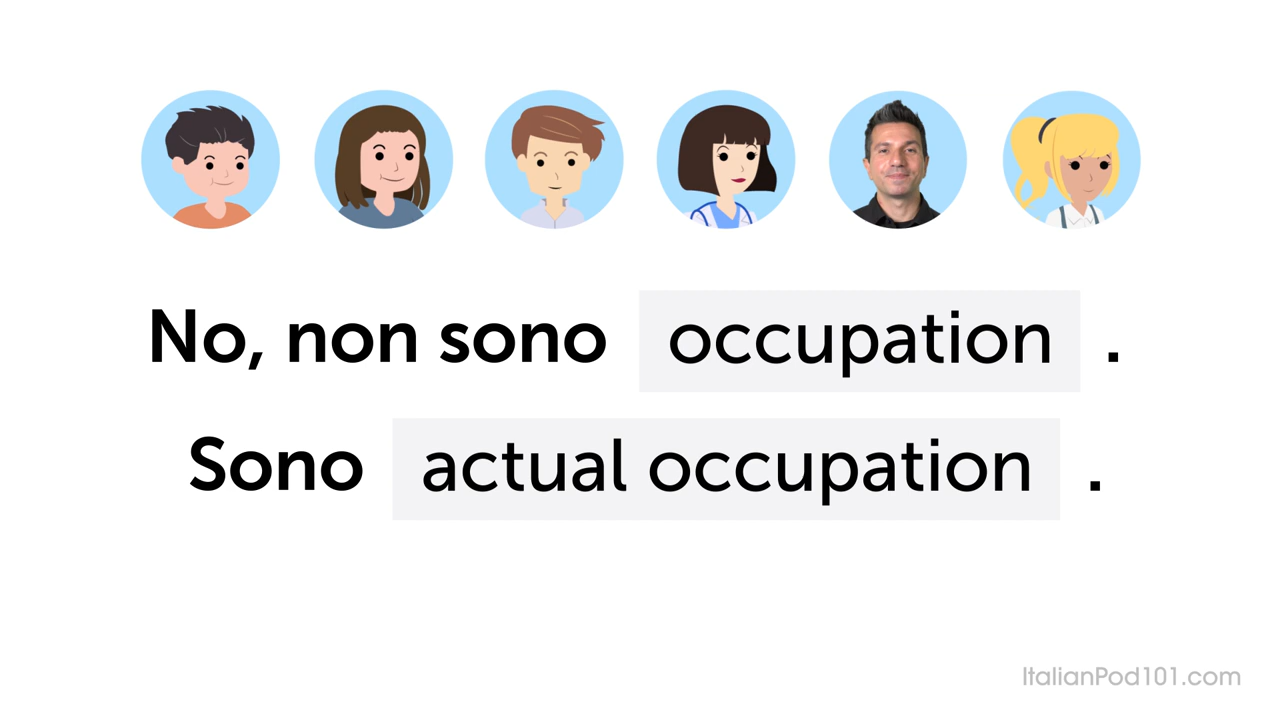 No, non sono occupation .
Sono actual occupation .
ItalianPod101.com